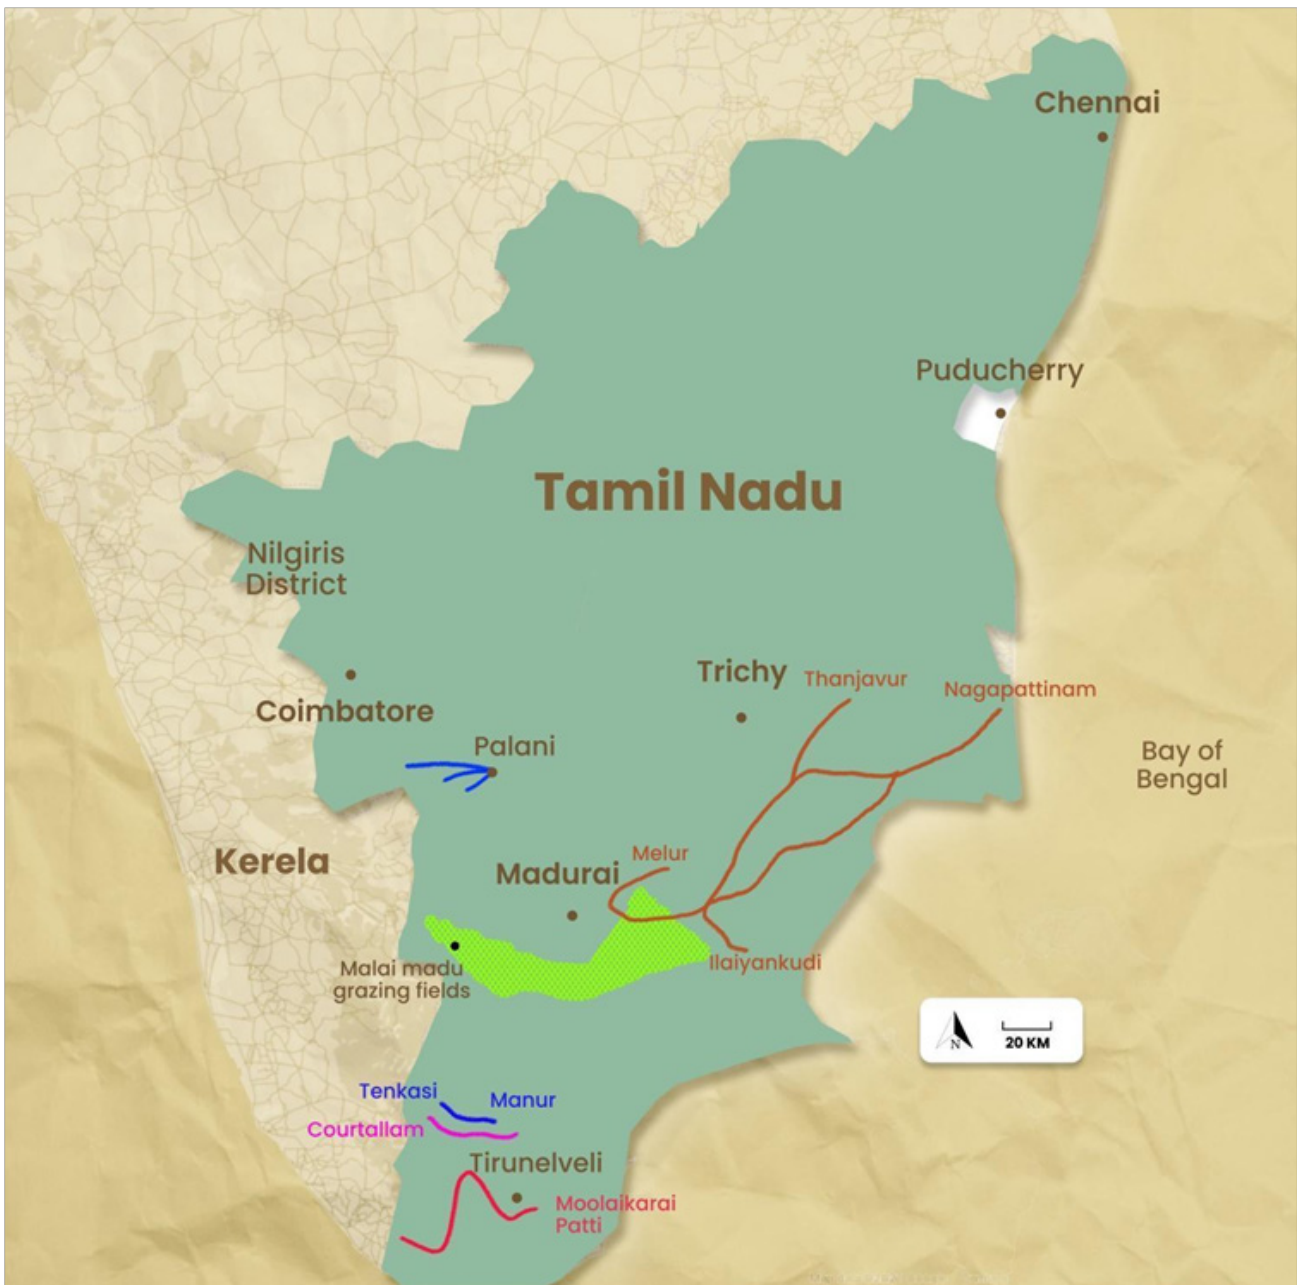 Chennai
Puducherry
Tamil Nadu
Nilgiris
District
Trichy
Thanjavur
Nagapattinam
Coimbatore
Palani
Bay of
Bengal
Kerela
Melur
Madurai
Malai madu
grazing fields
Ilaiyankudi
N
20 KM
Tenkasi
Manur
Courtallam
Tirunelveli
Moolaikarai
Patti